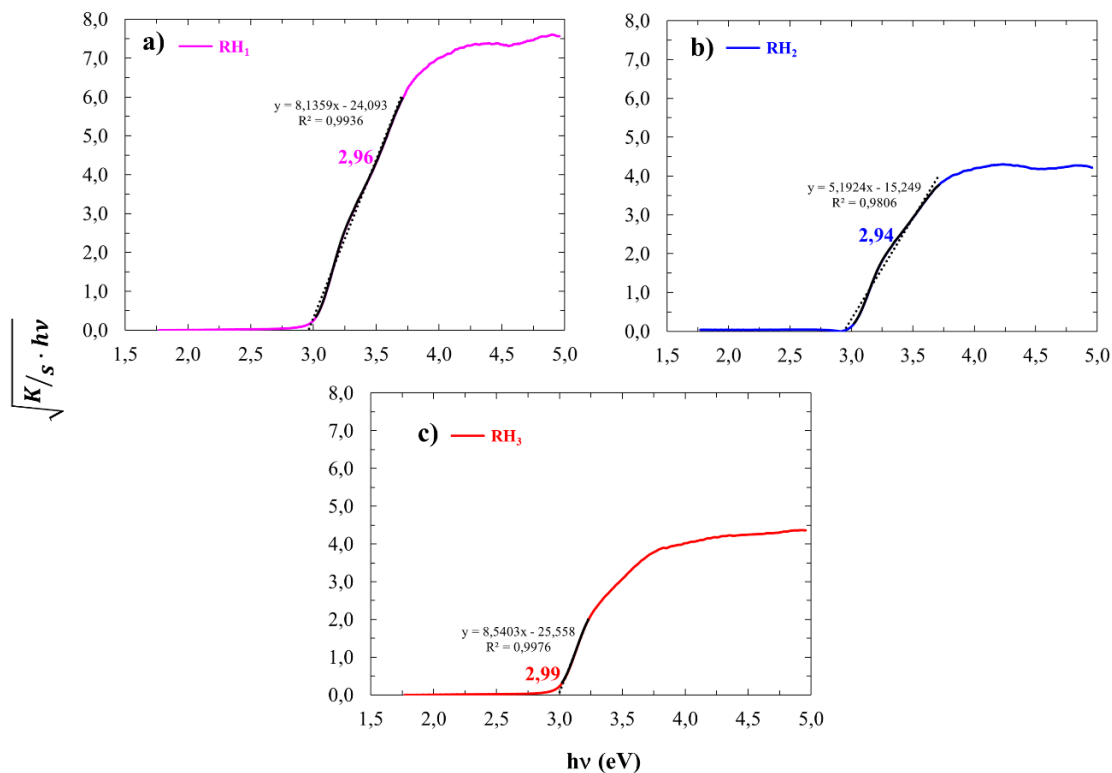 a)
RH₁
8,0
7,0
6,0
5,0
4,0
3,0
2,0
1,0
0,0
y = 8,1359x - 24,093
R² = 0,9936
2,96
1,5 2,0 2,5 3,0 3,5 4,0 4,5 5,0
b)
RH₂
8,0
7,0
6,0
5,0
4,0
3,0
2,0
1,0
0,0
y = 5,1924x - 15,249
R² = 0,9806
2,94
1,5 2,0 2,5 3,0 3,5 4,0 4,5 5,0
√K/s · hν
c)
RH₃
8,0
7,0
6,0
5,0
4,0
3,0
2,0
1,0
0,0
y = 8,5403x - 25,558
R² = 0,9976
2,99
1,5 2,0 2,5 3,0 3,5 4,0 4,5 5,0
hν (eV)